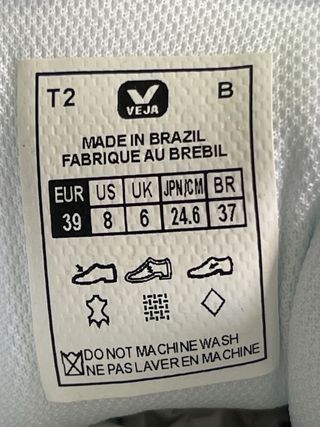 T2 V VEJA B
MADE IN BRAZIL
FABRIQUE AU BREBIL
EUR US UK JPN/CM BR
39 8 6 24.6 37
DO NOT MACHINE WASH
NE PAS LAVER EN MACHINE